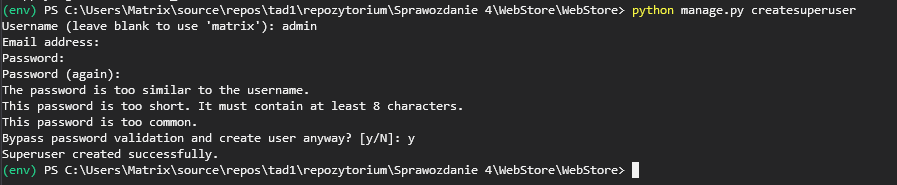 (env) PS C:\Users\Matrix\source\repos\tad1\repozytorium\Sprawozdanie 4\WebStore\WebStore> python manage.py createsuperuser
Username (leave blank to use 'matrix'): admin
Email address:
Password:
Password (again):
The password is too similar to the username.
This password is too short. It must contain at least 8 characters.
This password is too common.
Bypass password validation and create user anyway? [y/N]: y
Superuser created successfully.
(env) PS C:\Users\Matrix\source\repos\tad1\repozytorium\Sprawozdanie 4\WebStore\WebStore>